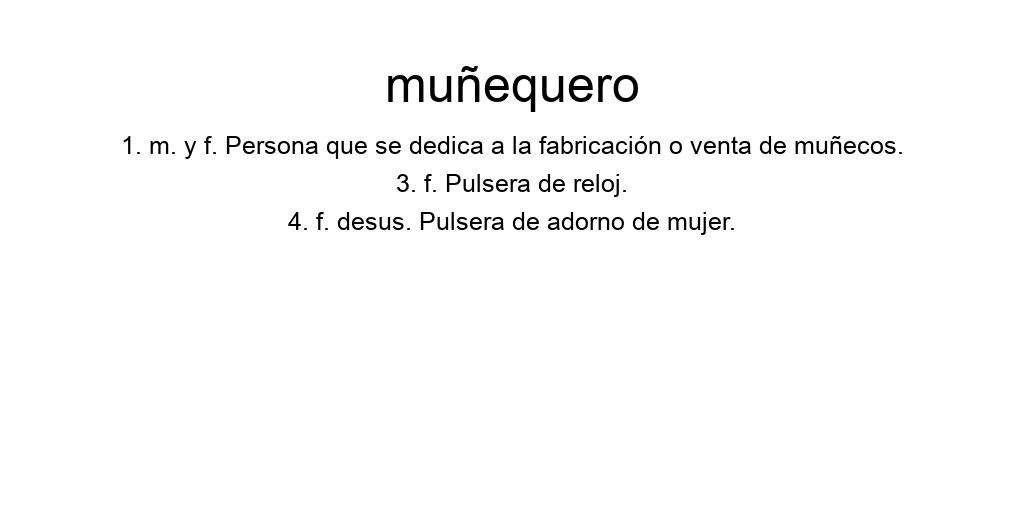 muñequero
1. m. y f. Persona que se dedica a la fabricación o venta de muñecos.
3. f. Pulsera de reloj.
4. f. desus. Pulsera de adorno de mujer.